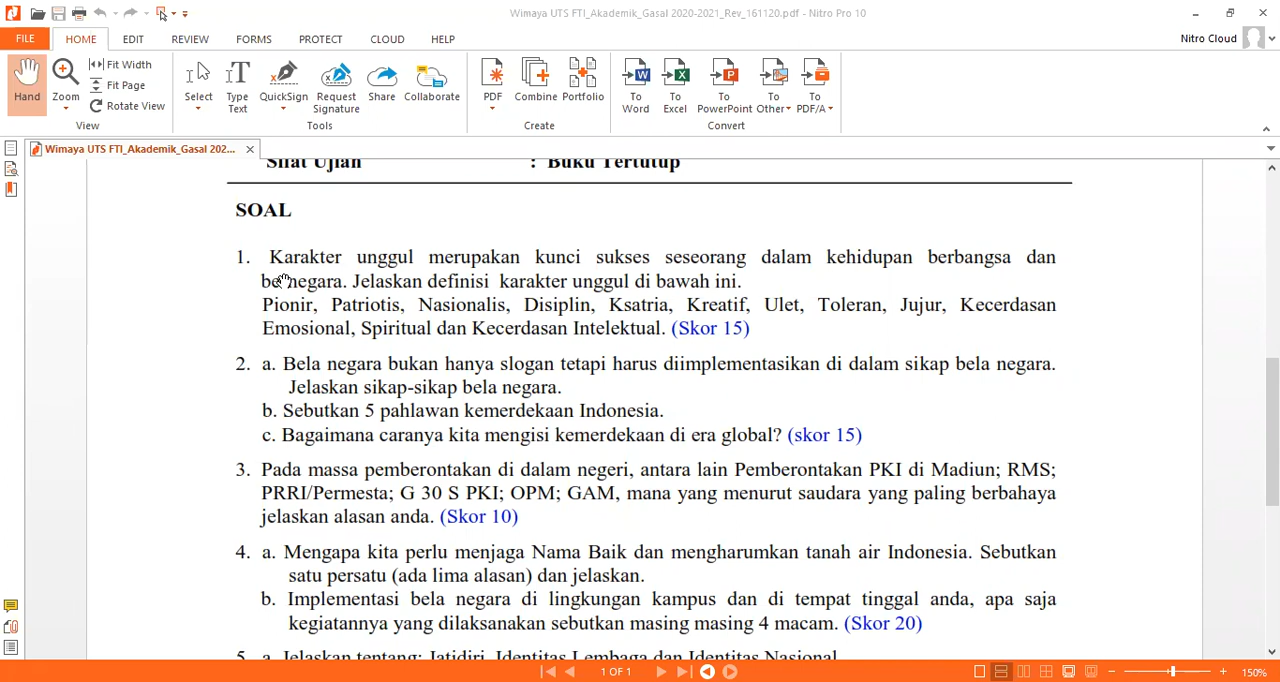 Wimaya UTS FTI_Akademik_Gasal 2020-2021_Rev_161120.pdf - Nitro Pro 10
FILE HOME EDIT REVIEW FORMS PROTECT CLOUD HELP Nitro Cloud
Hand
Zoom
Fit Width
Fit Page
Rotate View
View
Select
Type Text
QuickSign
Request Signature
Share
Collaborate
Tools
PDF
Combine
Portfolio
Create
To Word
To Excel
To PowerPoint
To Other
To PDF/A
Convert
Wimaya UTS FTI_Akademik_Gasal 202...
Sifat Ujian : Buku Tertutup
SOAL
1. Karakter unggul merupakan kunci sukses seseorang dalam kehidupan berbangsa dan
bernegara. Jelaskan definisi karakter unggul di bawah ini.
Pionir, Patriotis, Nasionalis, Disiplin, Ksatria, Kreatif, Ulet, Toleran, Jujur, Kecerdasan
Emosional, Spiritual dan Kecerdasan Intelektual. (Skor 15)
2. a. Bela negara bukan hanya slogan tetapi harus diimplementasikan di dalam sikap bela negara.
Jelaskan sikap-sikap bela negara.
b. Sebutkan 5 pahlawan kemerdekaan Indonesia.
c. Bagaimana caranya kita mengisi kemerdekaan di era global? (skor 15)
3. Pada massa pemberontakan di dalam negeri, antara lain Pemberontakan PKI di Madiun; RMS;
PRRI/Permesta; G 30 S PKI; OPM; GAM, mana yang menurut saudara yang paling berbahaya
jelaskan alasan anda. (Skor 10)
4. a. Mengapa kita perlu menjaga Nama Baik dan mengharumkan tanah air Indonesia. Sebutkan
satu persatu (ada lima alasan) dan jelaskan.
b. Implementasi bela negara di lingkungan kampus dan di tempat tinggal anda, apa saja
kegiatannya yang dilaksanakan sebutkan masing masing 4 macam. (Skor 20)
5. a. Jelaskan tentang: Jatidiri, Identitas Lembaga dan Identitas Nasional
1 OF 1
150%